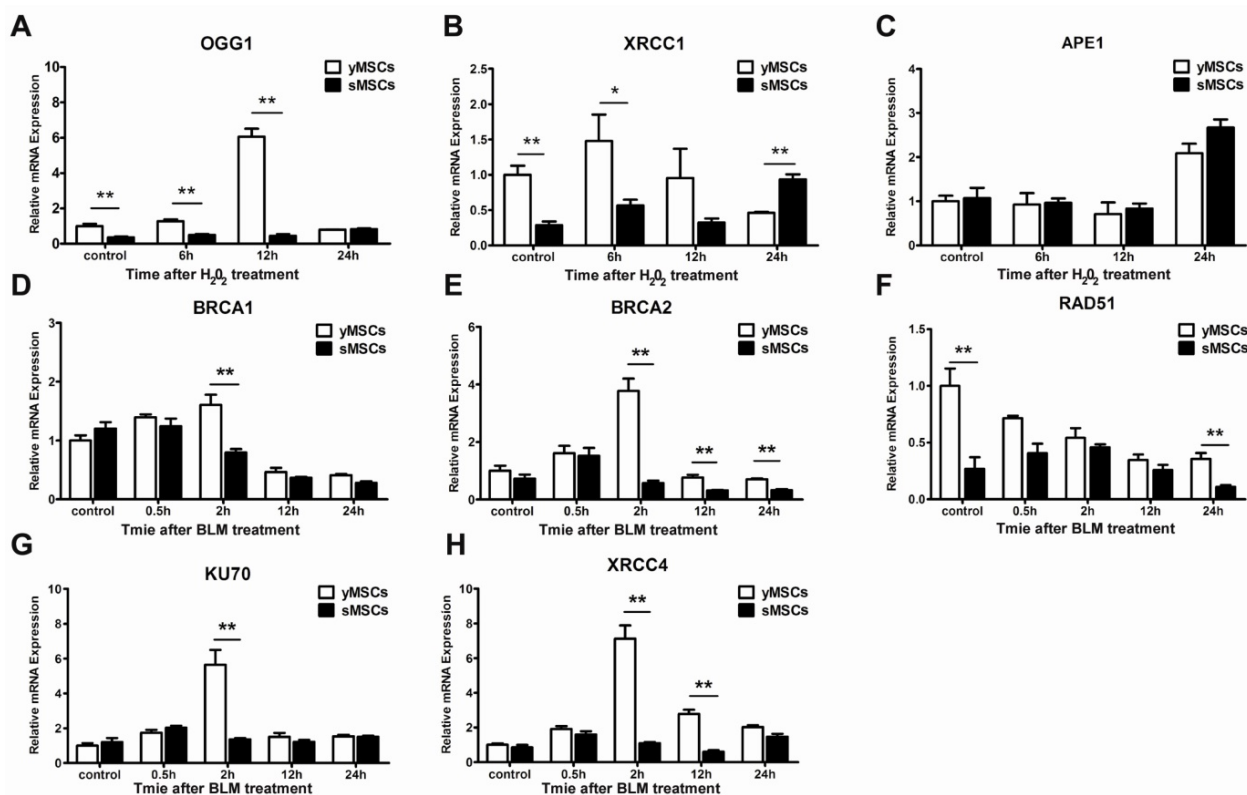 A
OGG1
Relative mRNA Expression
10
8
6
4
2
0
yMSCs
sMSCs
**
**
**
control
6h
12h
24h
Time after H2O2 treatment
B
XRCC1
Relative mRNA Expression
2.5
2.0
1.5
1.0
0.5
0.0
yMSCs
sMSCs
**
*
**
control
6h
12h
24h
Time after H2O2 treatment
C
APE1
Relative mRNA Expression
4
3
2
1
0
yMSCs
sMSCs
control
6h
12h
24h
Time after H2O2 treatment
D
BRCA1
Relative mRNA Expression
3
2
1
0
yMSCs
sMSCs
**
control
0.5h
2h
12h
24h
Tmie after BLM treatment
E
BRCA2
Relative mRNA Expression
6
4
2
0
yMSCs
sMSCs
**
**
**
control
0.5h
2h
12h
24h
Tmie after BLM treatment
F
RAD51
Relative mRNA Expression
1.5
1.0
0.5
0.0
yMSCs
sMSCs
**
**
control
0.5h
2h
12h
24h
Tmie after BLM treatment
G
KU70
Relative mRNA Expression
10
8
6
4
2
0
yMSCs
sMSCs
**
control
0.5h
2h
12h
24h
Tmie after BLM treatment
H
XRCC4
Relative mRNA Expression
10
8
6
4
2
0
yMSCs
sMSCs
**
**
control
0.5h
2h
12h
24h
Tmie after BLM treatment